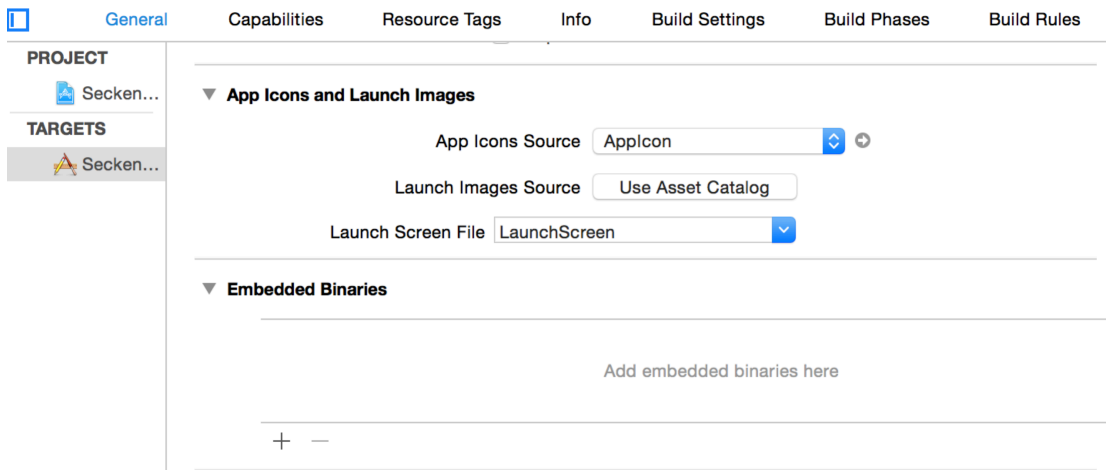 General Capabilities Resource Tags Info Build Settings Build Phases Build Rules
PROJECT
Secken...
TARGETS
Secken...
App Icons and Launch Images
App Icons Source AppIcon
Launch Images Source Use Asset Catalog
Launch Screen File LaunchScreen
Embedded Binaries
Add embedded binaries here